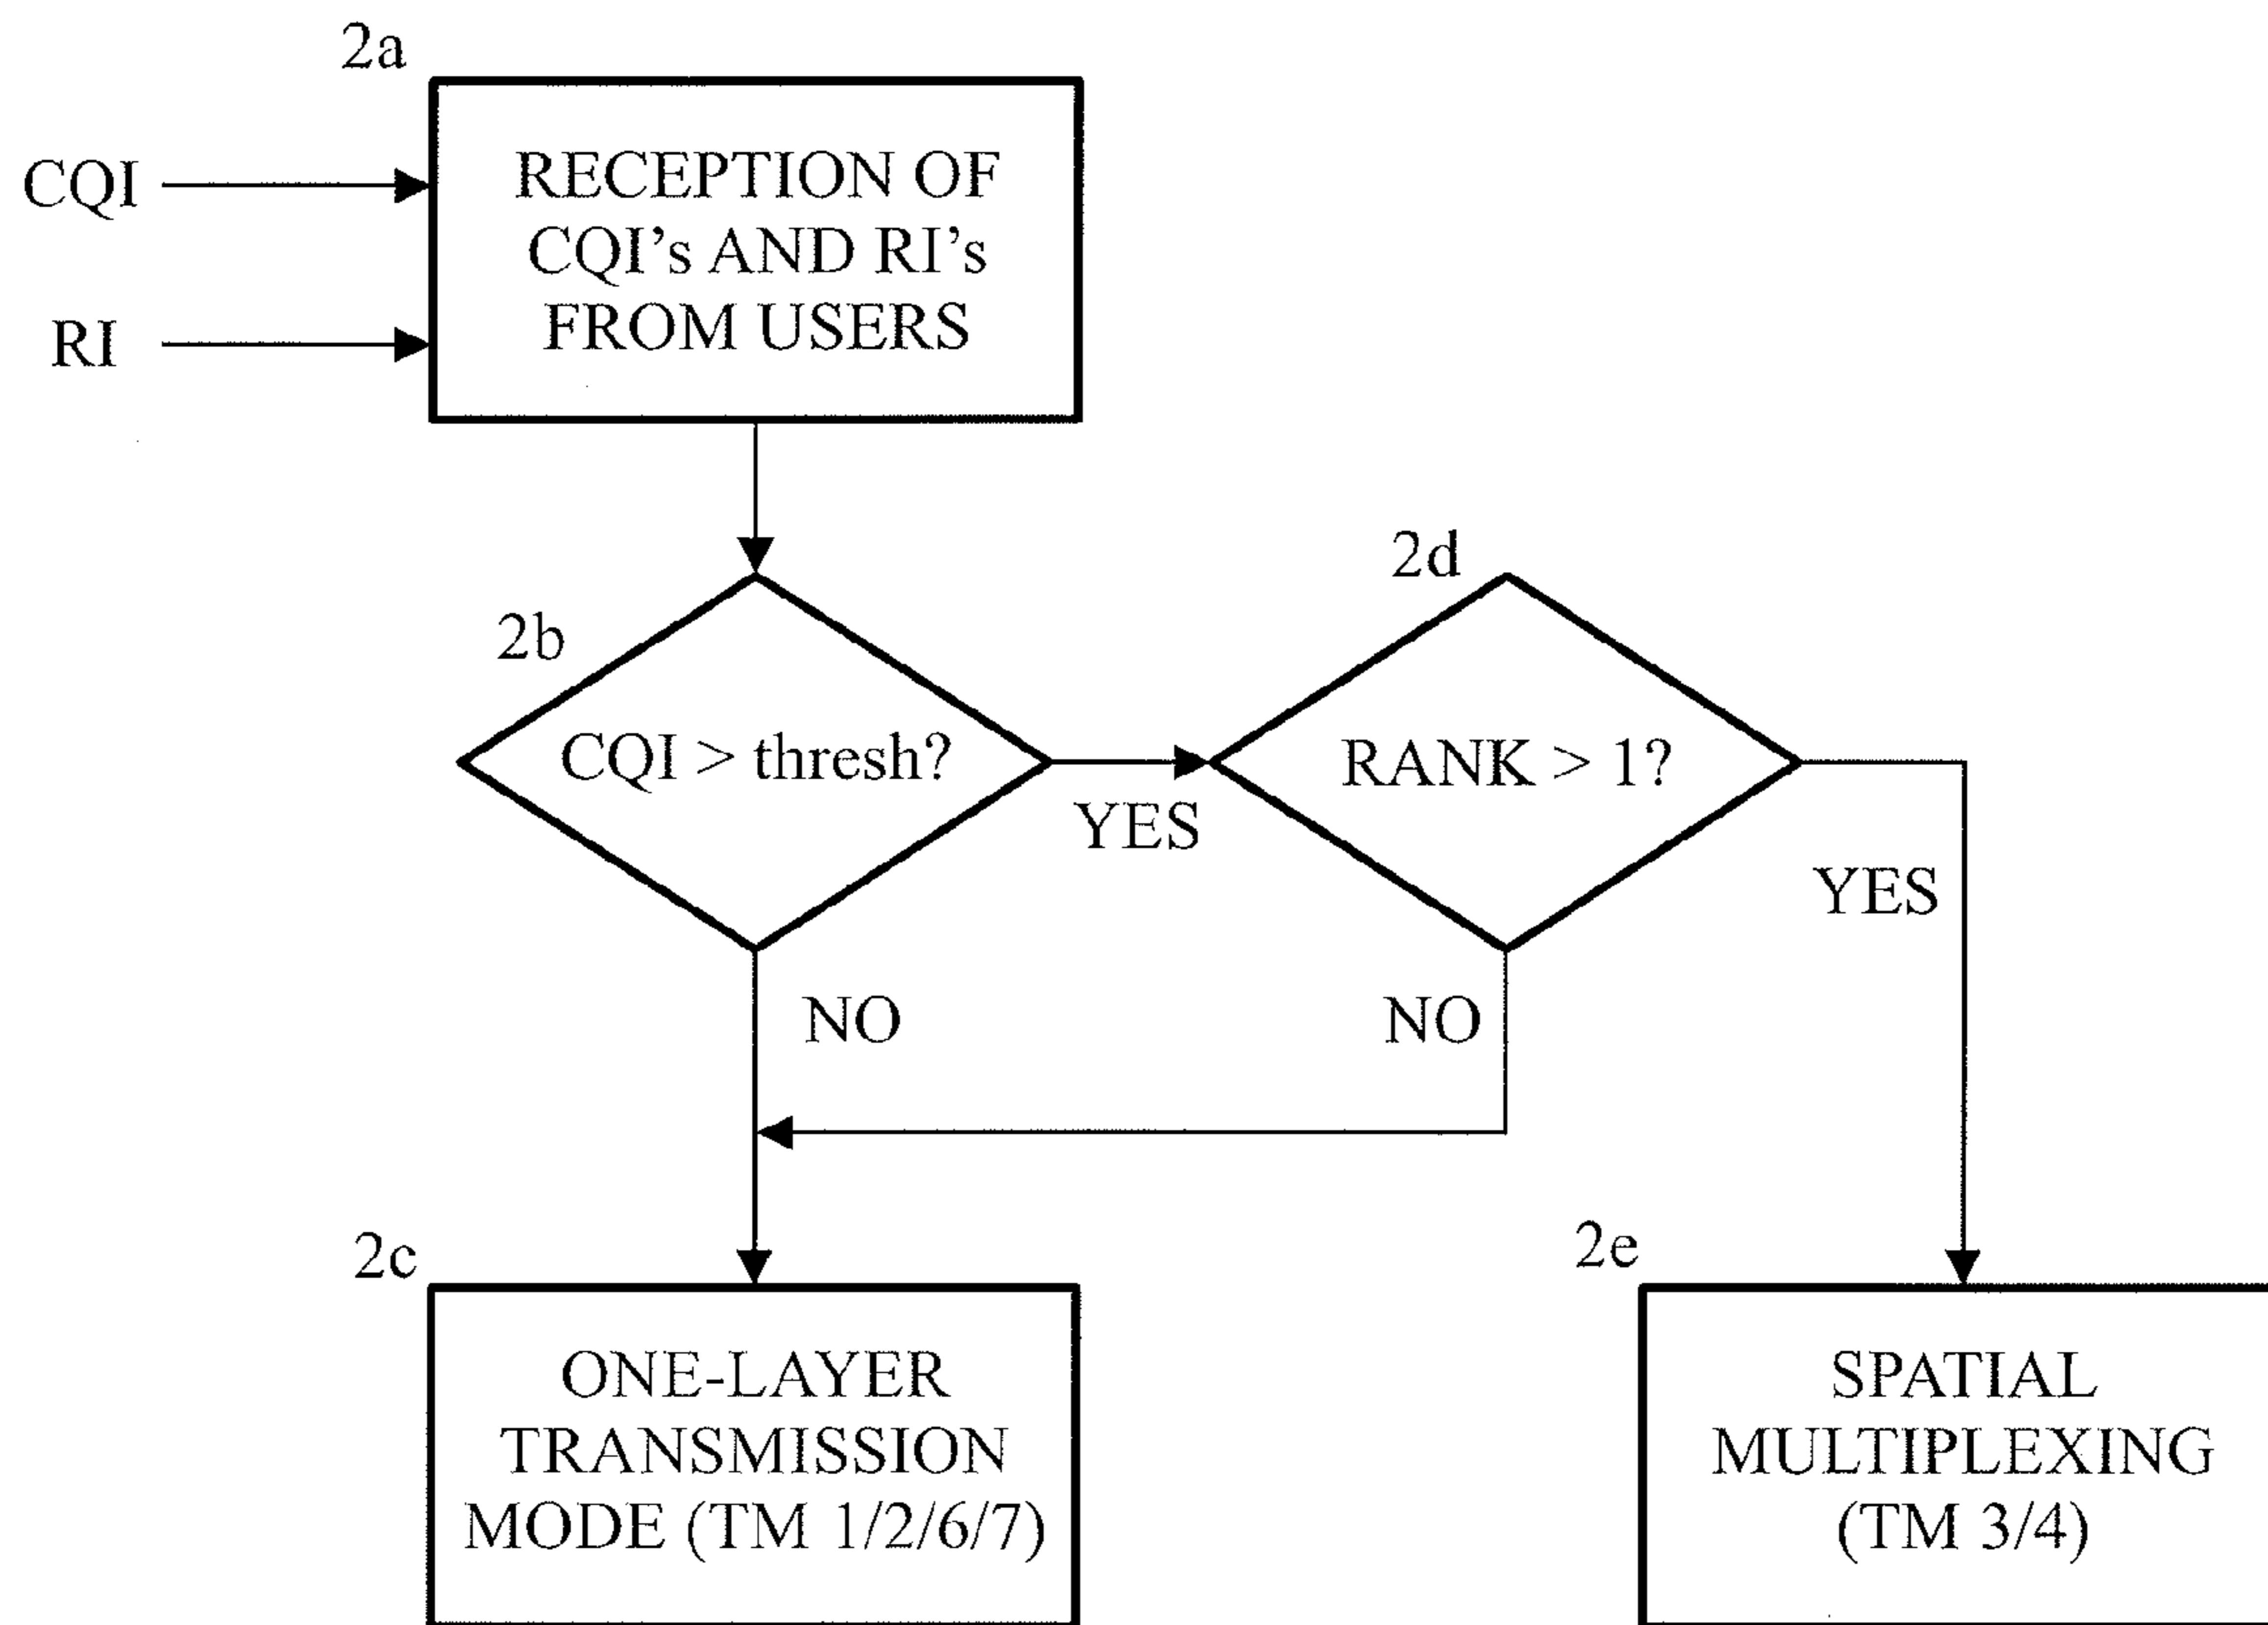 2a
CQI
RI
RECEPTION OF
CQI's AND RI's
FROM USERS
2b
CQI > thresh?
YES
2d
RANK > 1?
YES
NO
NO
2c
ONE-LAYER
TRANSMISSION
MODE (TM 1/2/6/7)
2e
SPATIAL
MULTIPLEXING
(TM 3/4)